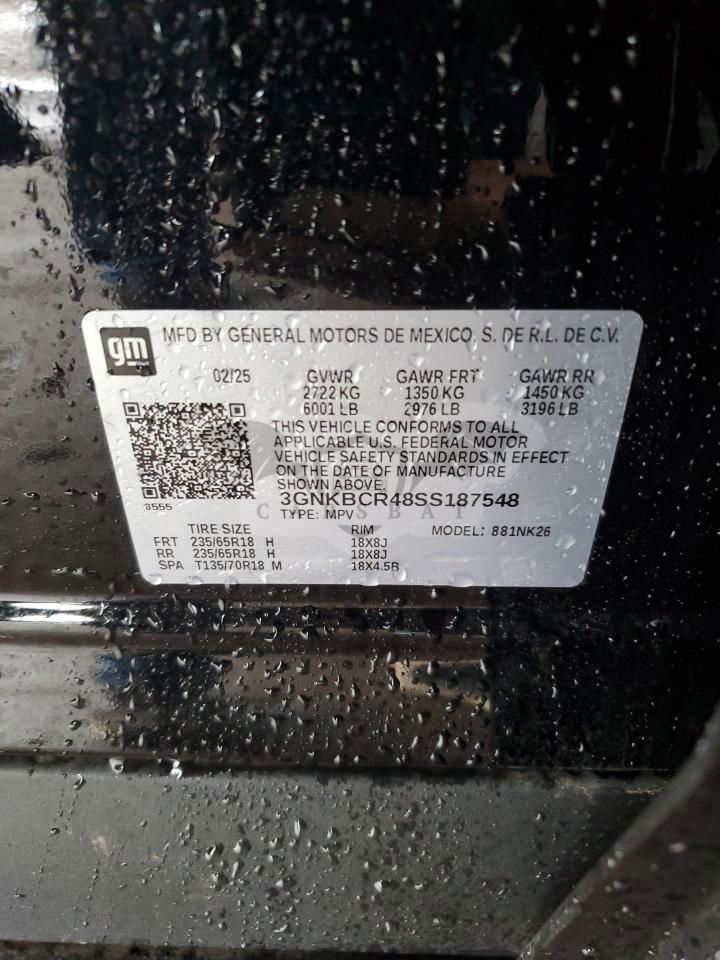 gm MFD BY GENERAL MOTORS DE MEXICO, S. DE R.L. DE C.V.
02/25 GVWR GAWR FRT GAWR RR
2722 KG 1350 KG 1450 KG
6001 LB 2976 LB 3196 LB
THIS VEHICLE CONFORMS TO ALL
APPLICABLE U.S. FEDERAL MOTOR
VEHICLE SAFETY STANDARDS IN EFFECT
ON THE DATE OF MANUFACTURE
SHOWN ABOVE.
3GNKBCR48SS187548
3555
TYPE: MPV
TIRE SIZE RIM MODEL: 881NK26
FRT 235/65R18 H 18X8J
RR 235/65R18 H 18X8J
SPA T135/70R18 M 18X4.5B